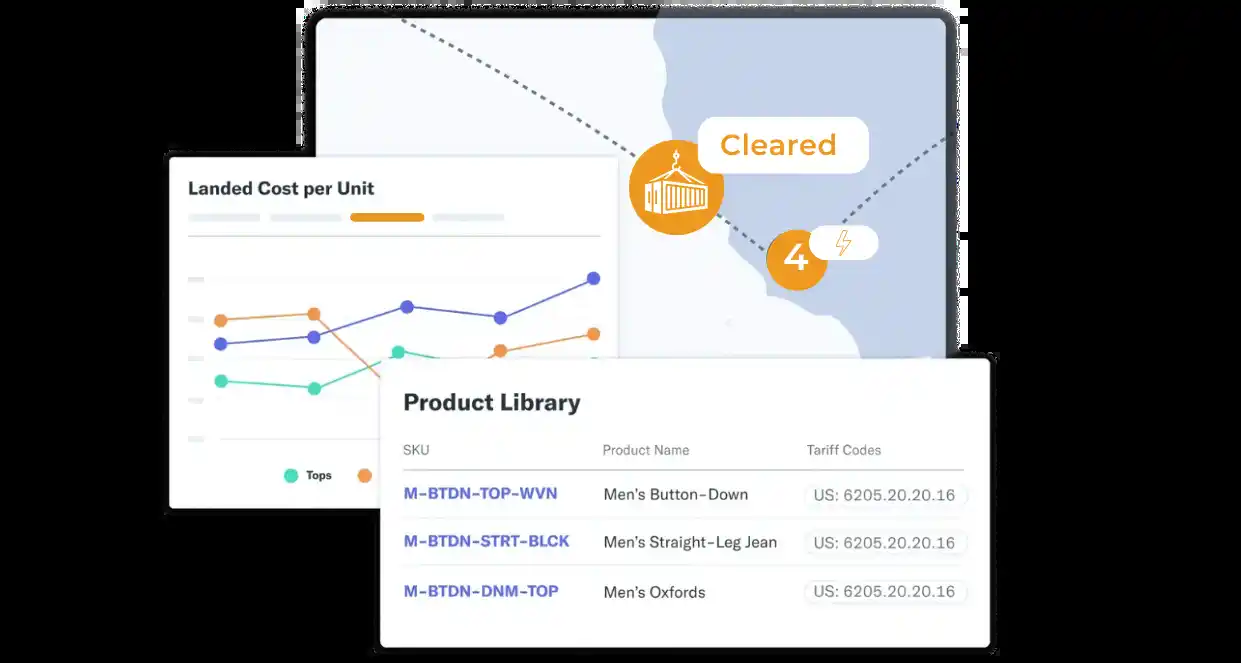 Cleared
4
Landed Cost per Unit
Tops
Product Library
SKU Product Name Tariff Codes
M-BTDN-TOP-WVN Men's Button-Down US: 6205.20.20.16
M-BTDN-STRT-BLCK Men's Straight-Leg Jean US: 6205.20.20.16
M-BTDN-DNM-TOP Men's Oxfords US: 6205.20.20.16